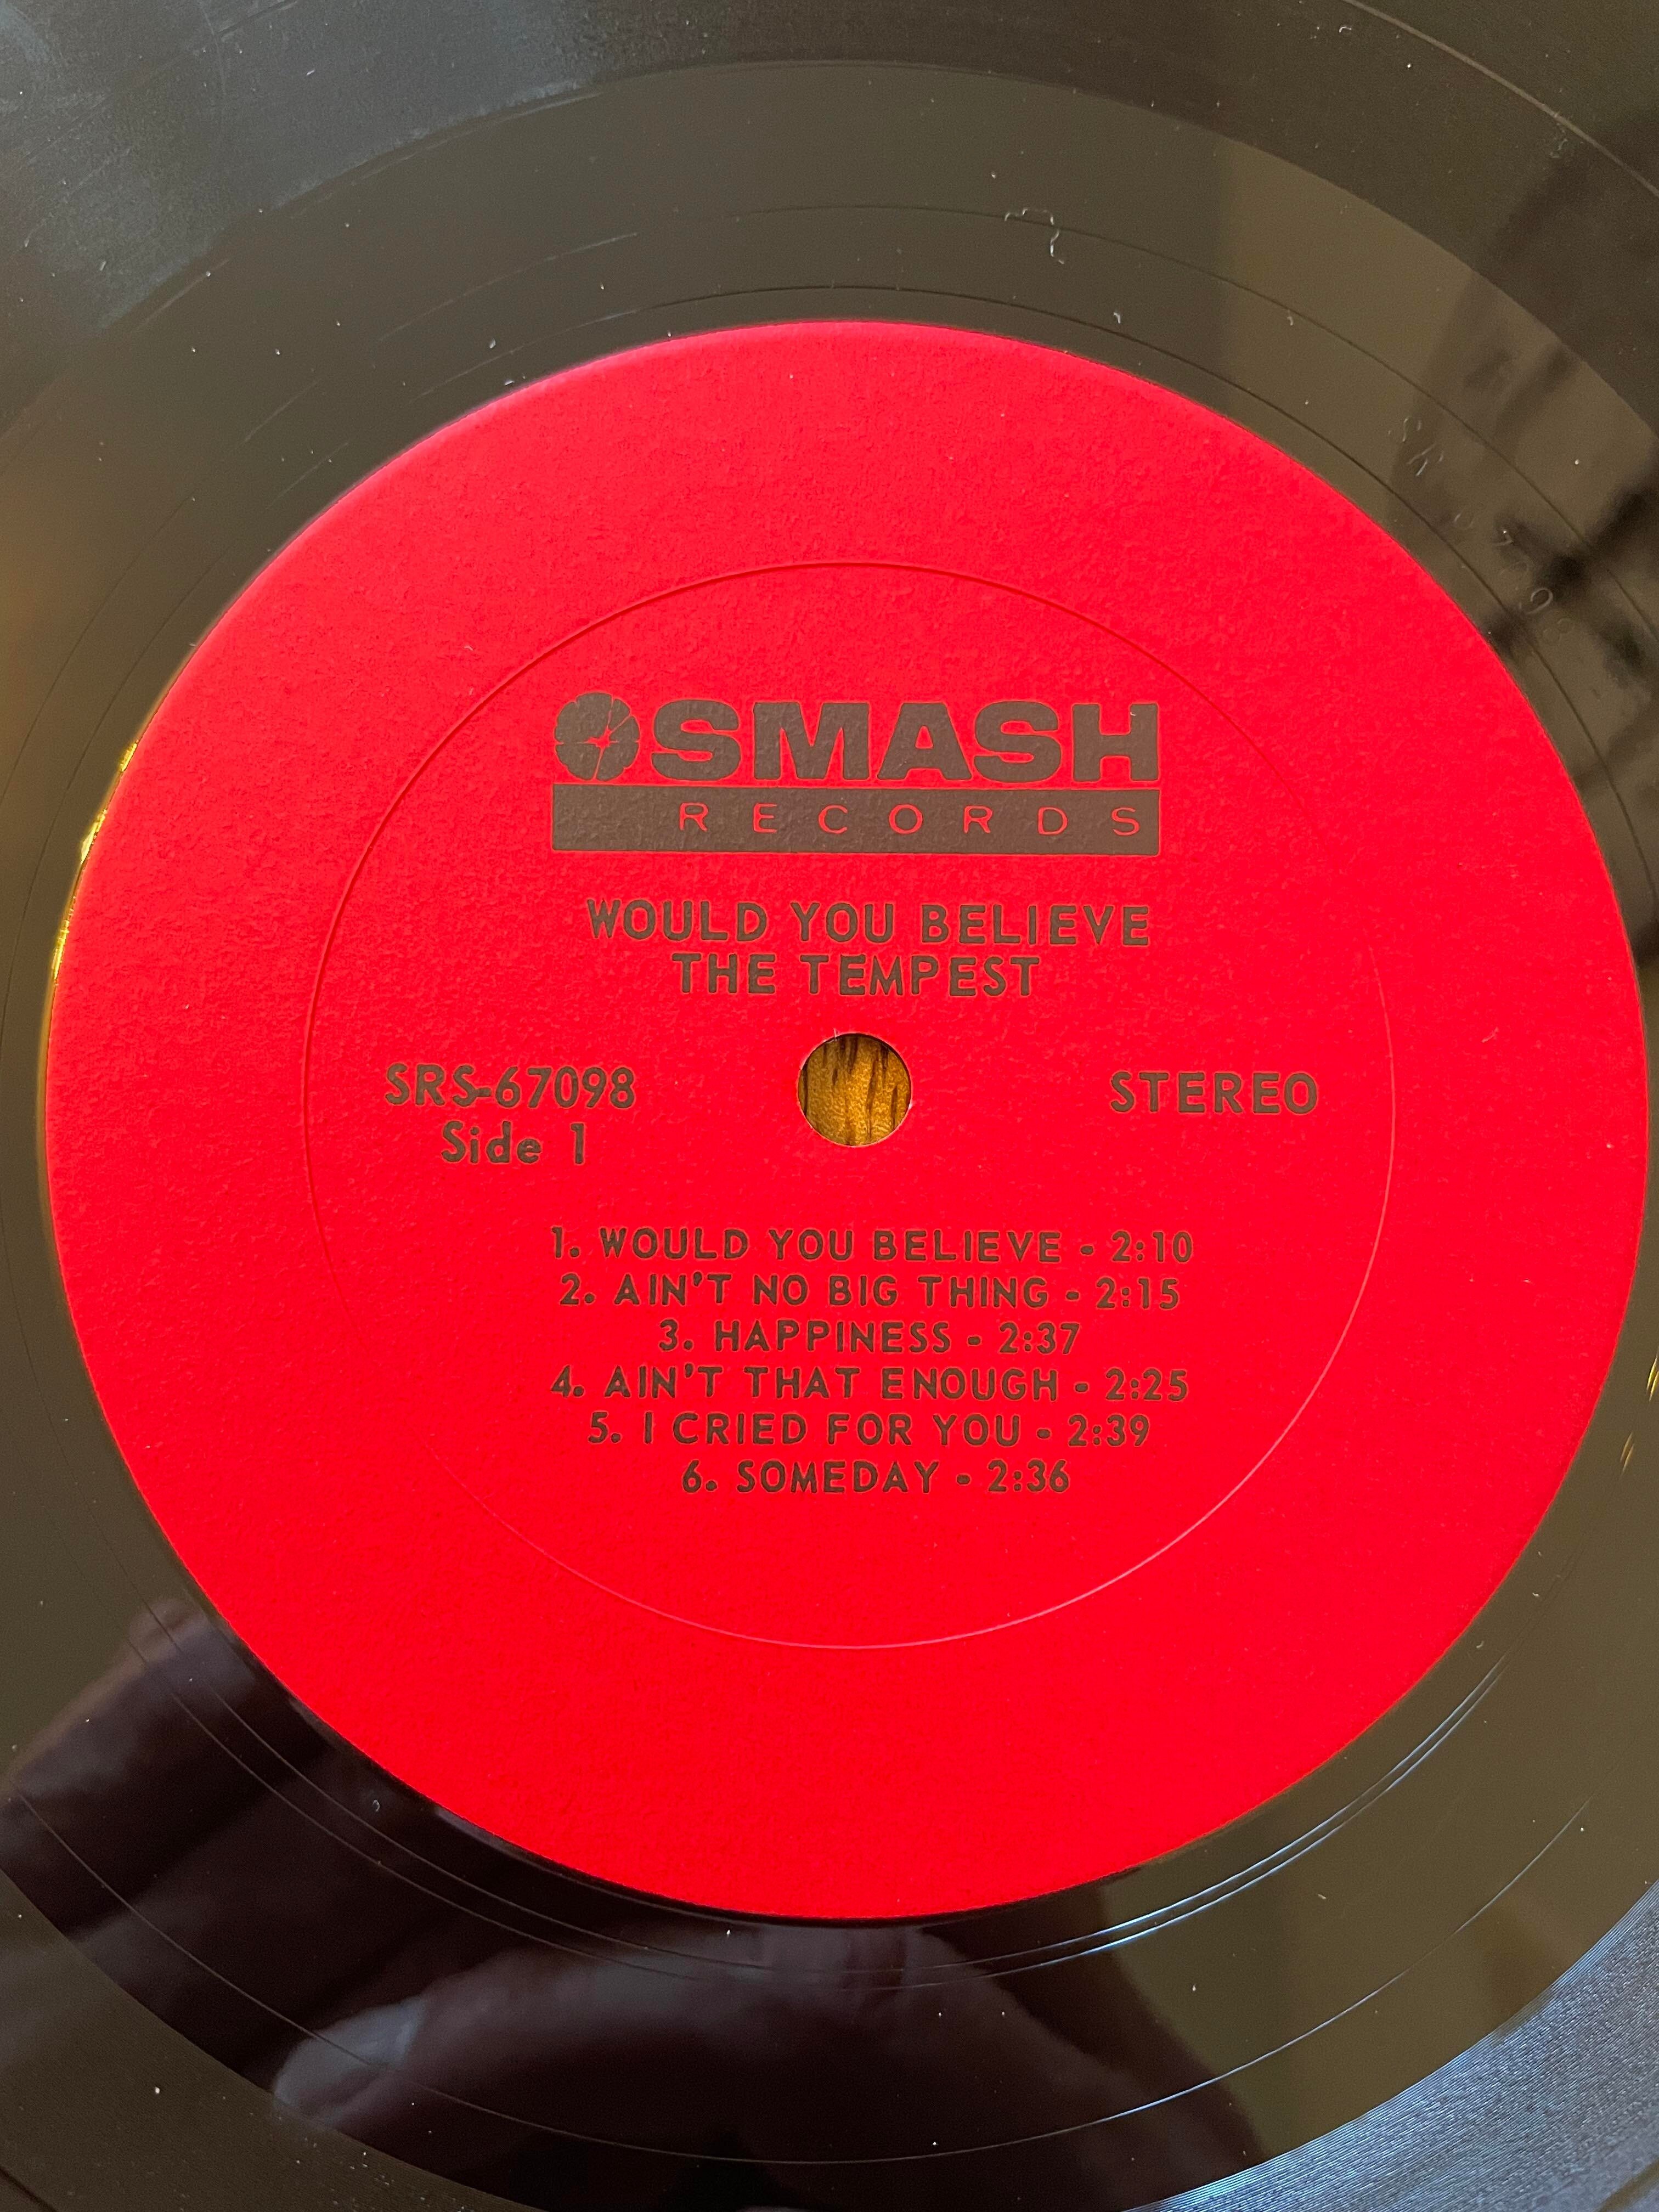 SMASH
RECORDS
WOULD YOU BELIEVE
THE TEMPEST
SRS-67098
Side 1
STEREO
1. WOULD YOU BELIEVE - 2:10
2. AIN'T NO BIG THING - 2:15
3. HAPPINESS - 2:37
4. AIN'T THAT ENOUGH - 2:25
5. I CRIED FOR YOU - 2:39
6. SOMEDAY - 2:36